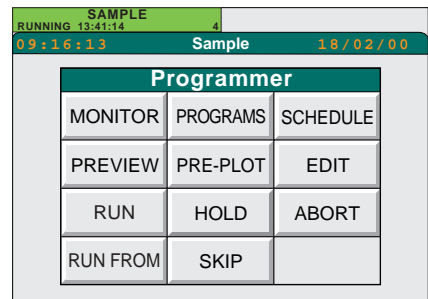 SAMPLE
RUNNING 13:41:14 4
09:16:13 Sample 18/02/00
Programmer
MONITOR PROGRAMS SCHEDULE
PREVIEW PRE-PLOT EDIT
RUN HOLD ABORT
RUN FROM SKIP